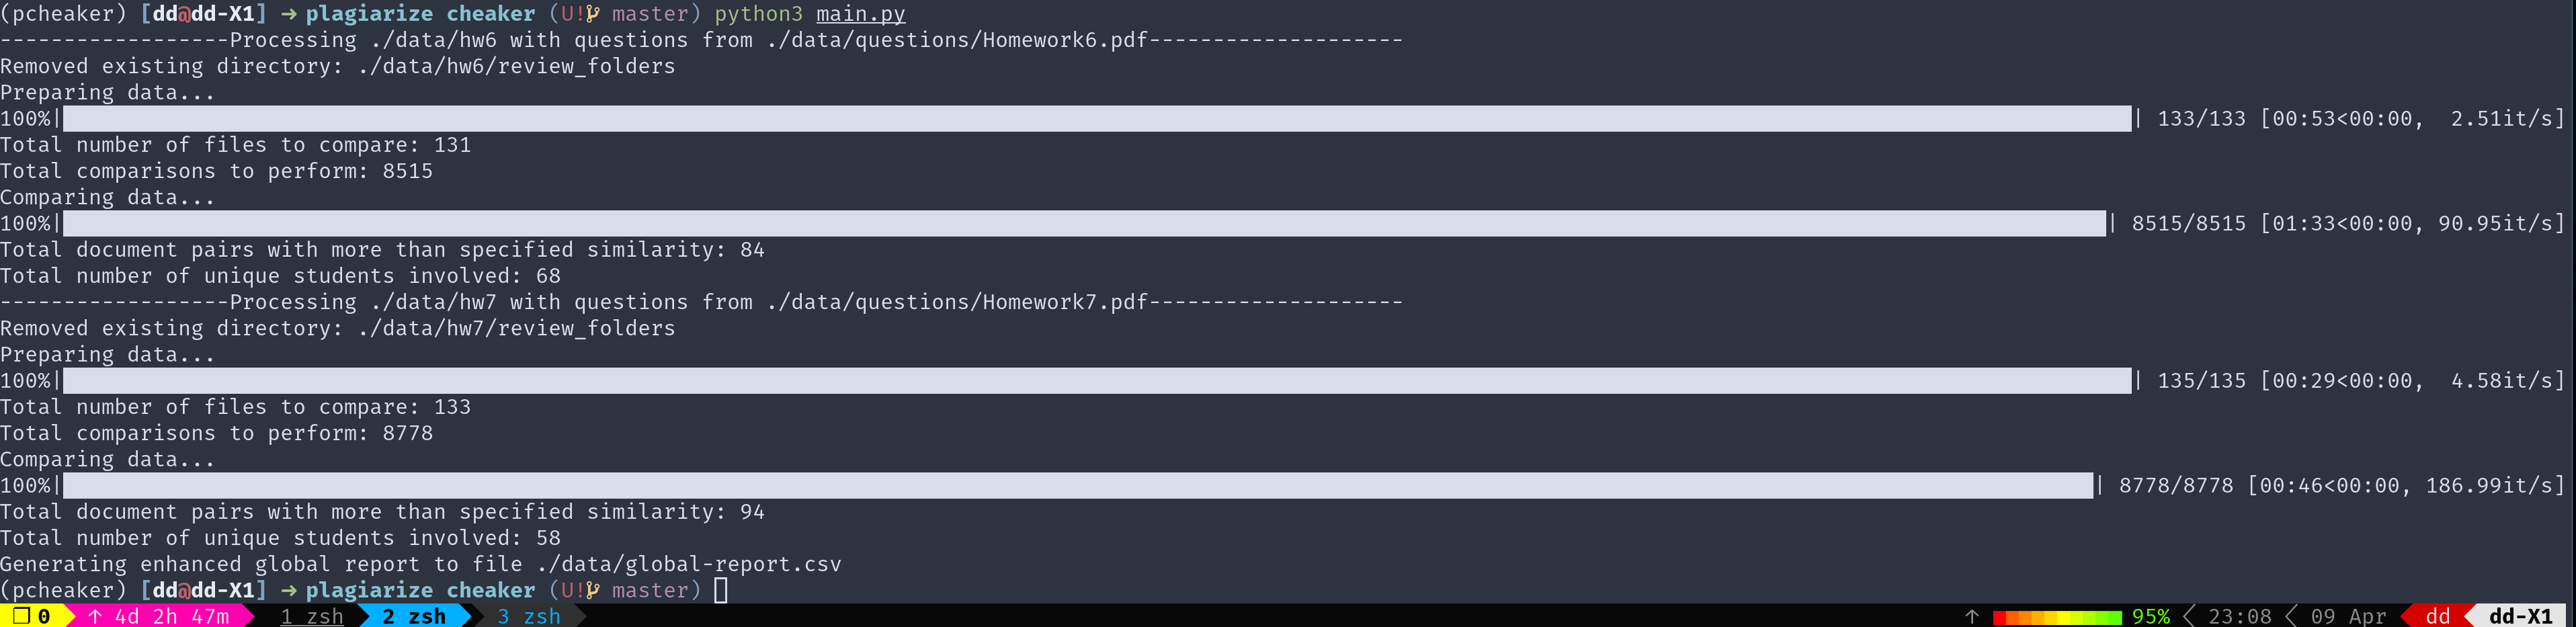 (pcheaker) [dd@dd-X1] → plagiarize cheaker (U! master) python3 main.py
------------------Processing ./data/hw6 with questions from ./data/questions/Homework6.pdf--------------------
Removed existing directory: ./data/hw6/review_folders
Preparing data...
100%|██████████| 133/133 [00:53<00:00,  2.51it/s]
Total number of files to compare: 131
Total comparisons to perform: 8515
Comparing data...
100%|██████████| 8515/8515 [01:33<00:00, 90.95it/s]
Total document pairs with more than specified similarity: 84
Total number of unique students involved: 68
------------------Processing ./data/hw7 with questions from ./data/questions/Homework7.pdf--------------------
Removed existing directory: ./data/hw7/review_folders
Preparing data...
100%|██████████| 135/135 [00:29<00:00,  4.58it/s]
Total number of files to compare: 133
Total comparisons to perform: 8778
Comparing data...
100%|██████████| 8778/8778 [00:46<00:00, 186.99it/s]
Total document pairs with more than specified similarity: 94
Total number of unique students involved: 58
Generating enhanced global report to file ./data/global-report.csv
(pcheaker) [dd@dd-X1] → plagiarize cheaker (U! master)
❐ 0 ↑ 4d 2h 47m 1 zsh 2 zsh 3 zsh ↑ 95% 23:08 09 Apr dd dd-X1